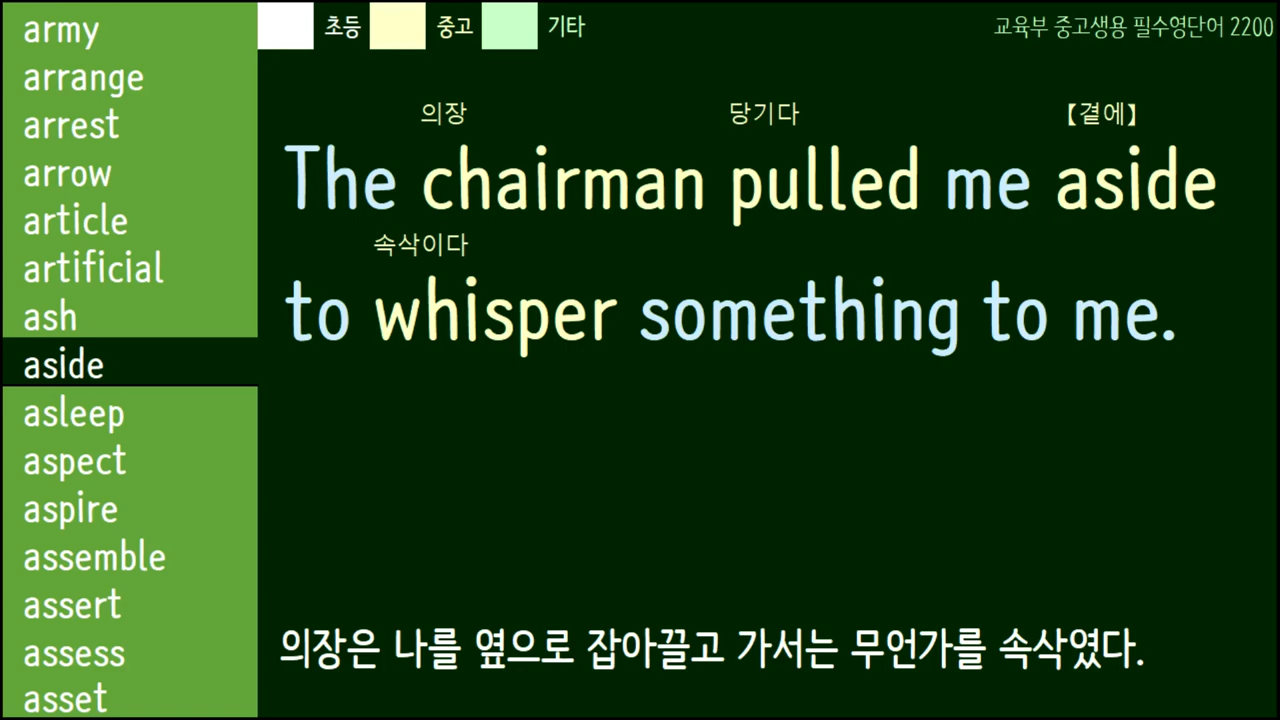 army
arrange
arrest
arrow
article
artificial
ash
aside
asleep
aspect
aspire
assemble
assert
assess
asset
초등 중고 기타
교육부 중고생용 필수영단어 2200
의장 당기다 【곁에】
The chairman pulled me aside
속삭이다
to whisper something to me.
의장은 나를 옆으로 잡아끌고 가서는 무언가를 속삭였다.